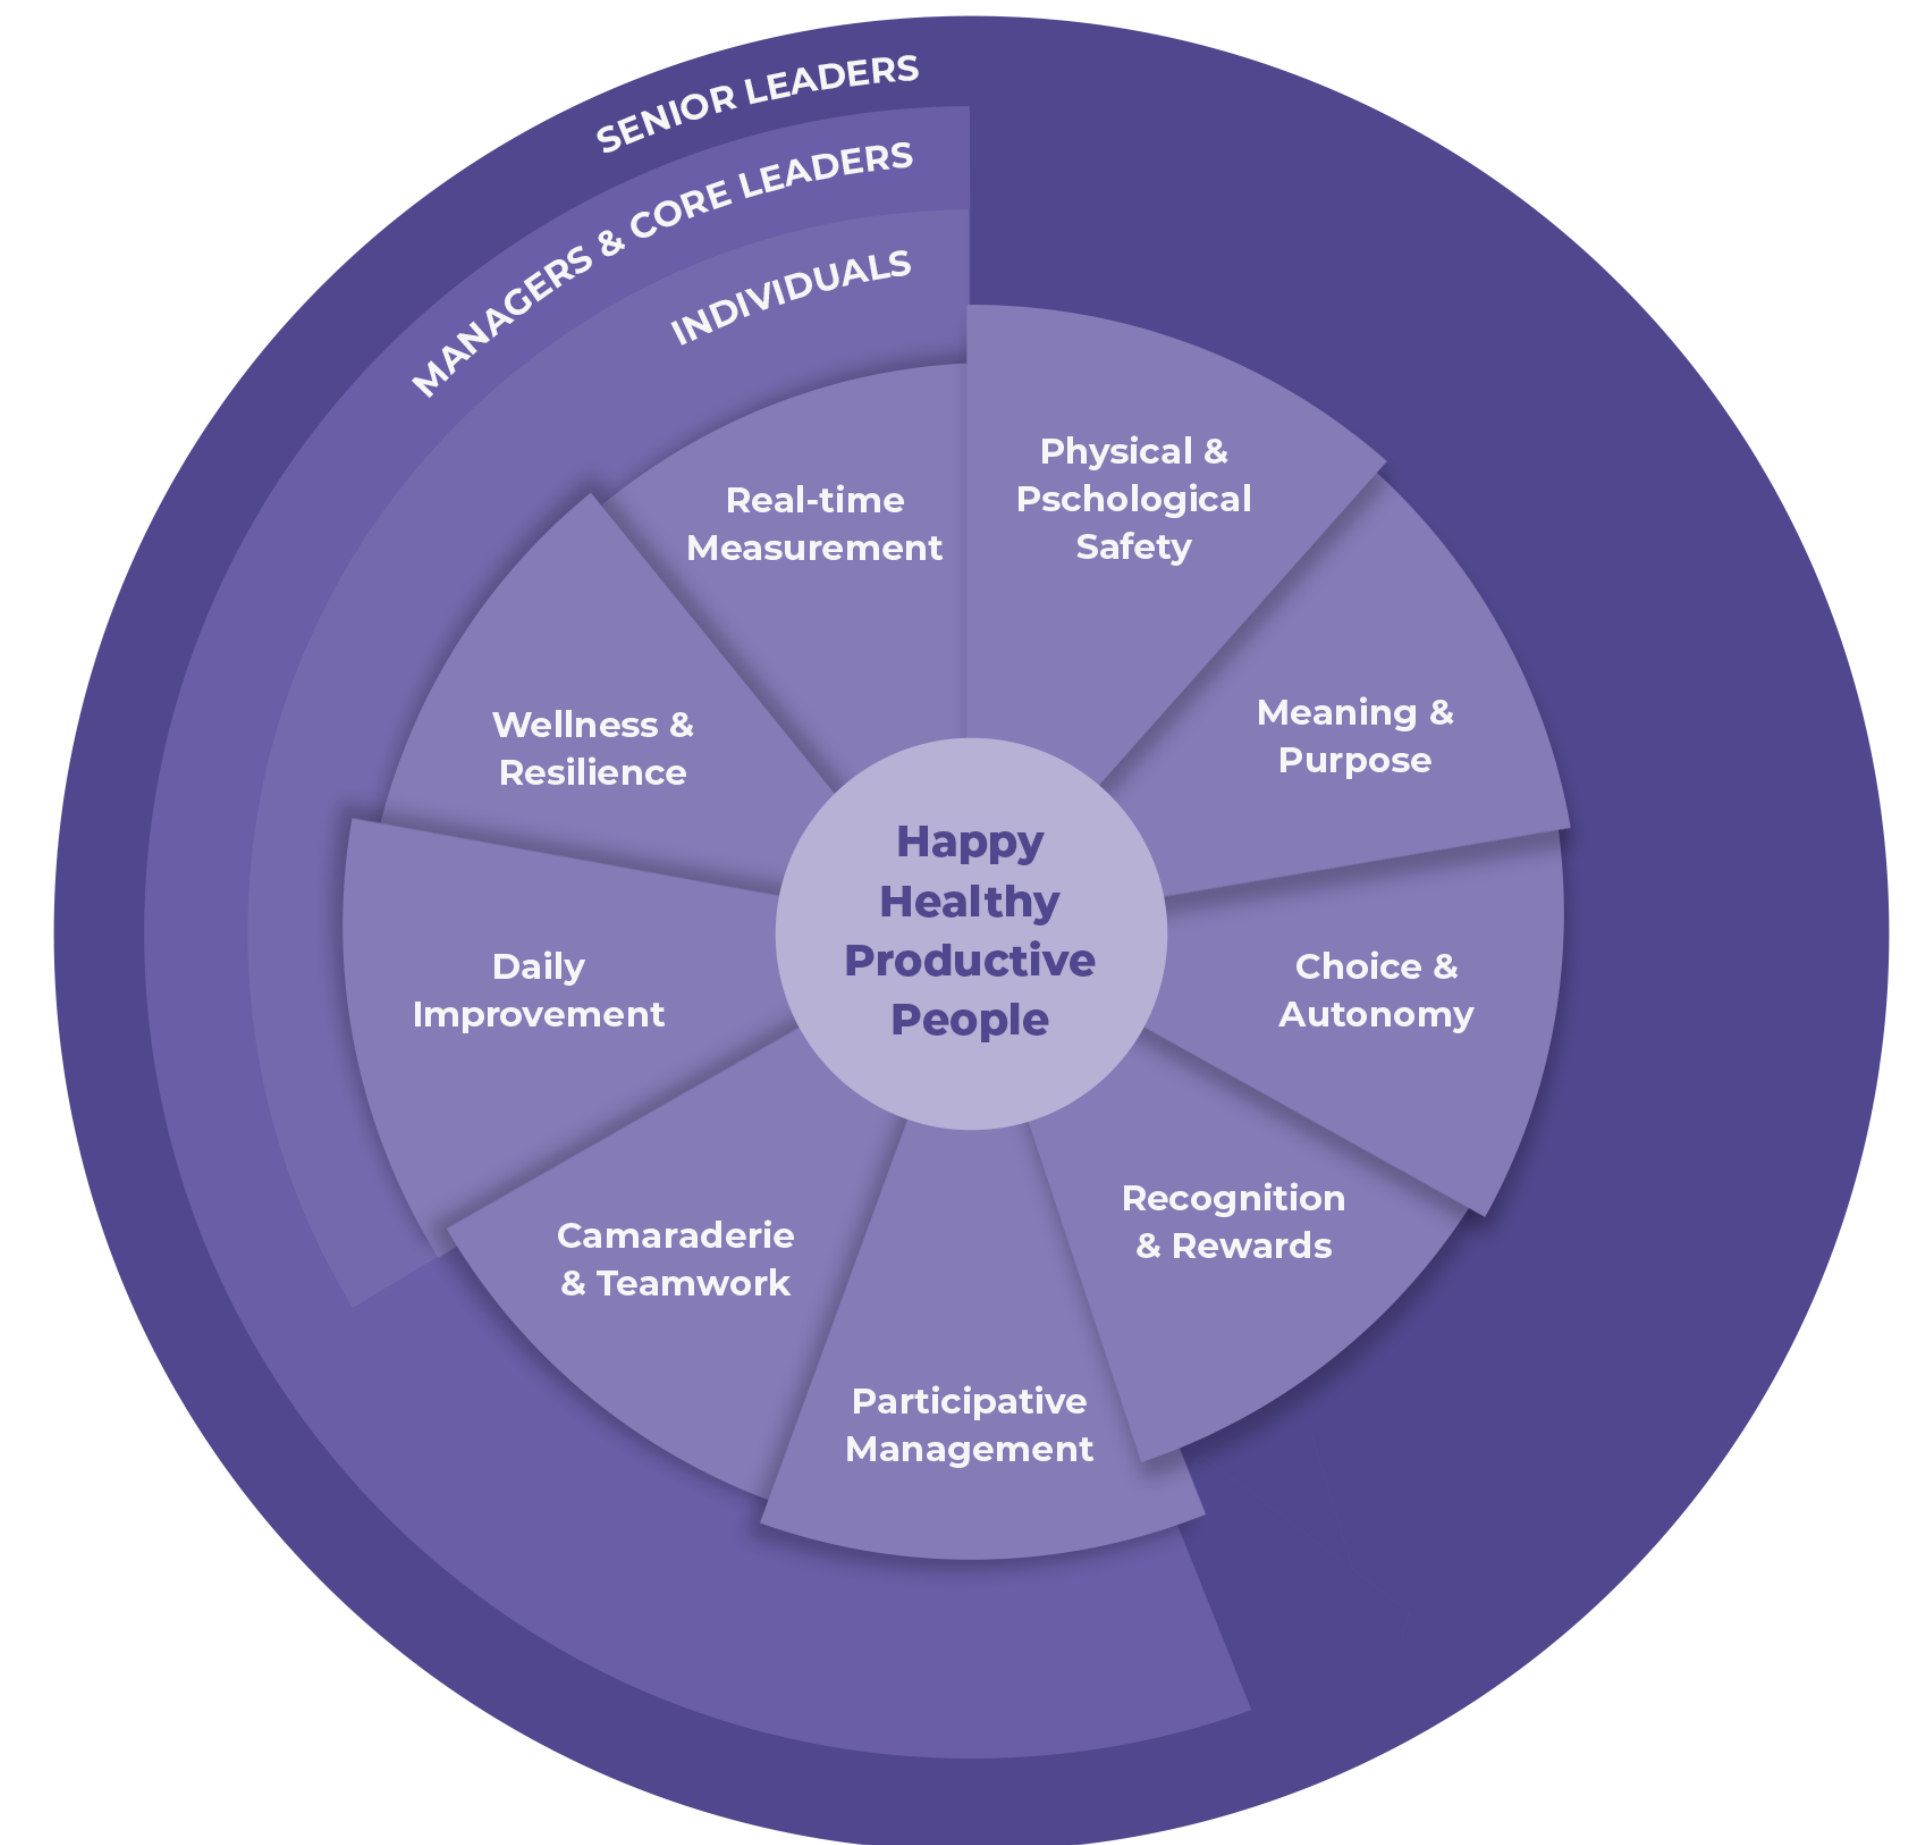 SENIOR LEADERS
MANAGERS & CORE LEADERS
INDIVIDUALS
Physical &
Pschological
Safety
Meaning &
Purpose
Choice &
Autonomy
Recognition
& Rewards
Participative
Management
Camaraderie
& Teamwork
Daily
Improvement
Wellness &
Resilience
Real-time
Measurement
Happy
Healthy
Productive
People